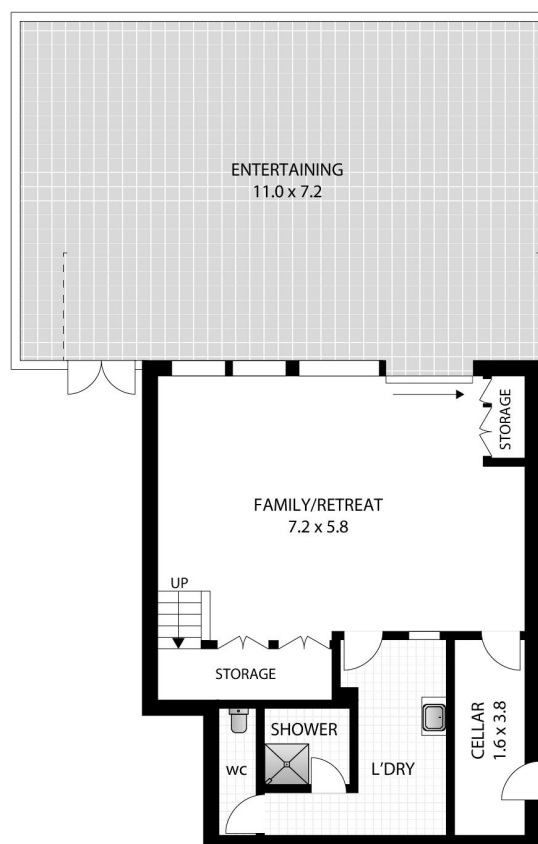 ENTERTAINING
11.0 x 7.2
STORAGE
FAMILY/RETREAT
7.2 x 5.8
UP
STORAGE
SHOWER
WC
L'DRY
CELLAR
1.6 x 3.8